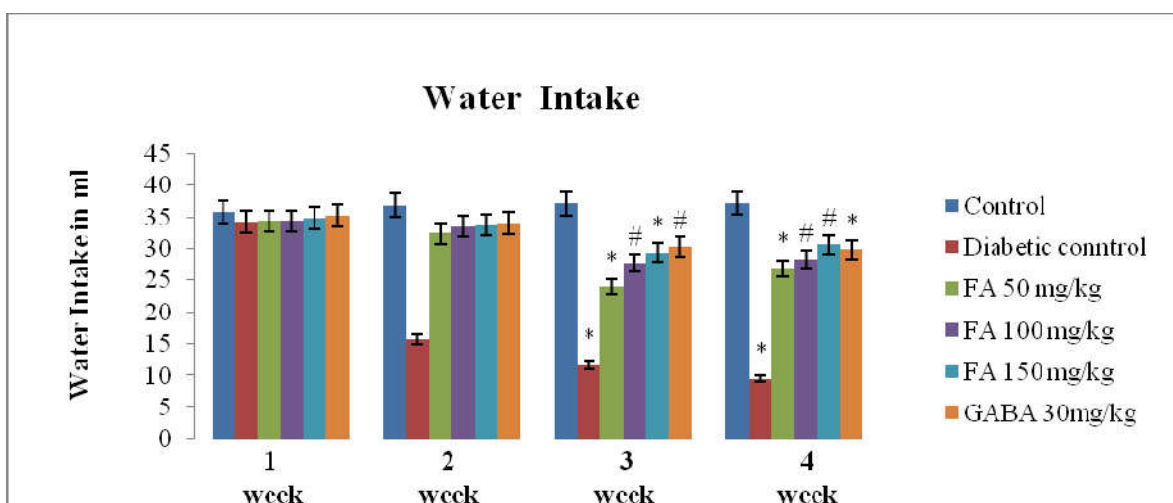 Water Intake
Water Intake in ml
45
40
35
30
25
20
15
10
5
0
* * # * #
* * # # *
1 2 3 4
week week week week
Control
Diabetic conntrol
FA 50 mg/kg
FA 100mg/kg
FA 150mg/kg
GABA 30mg/kg